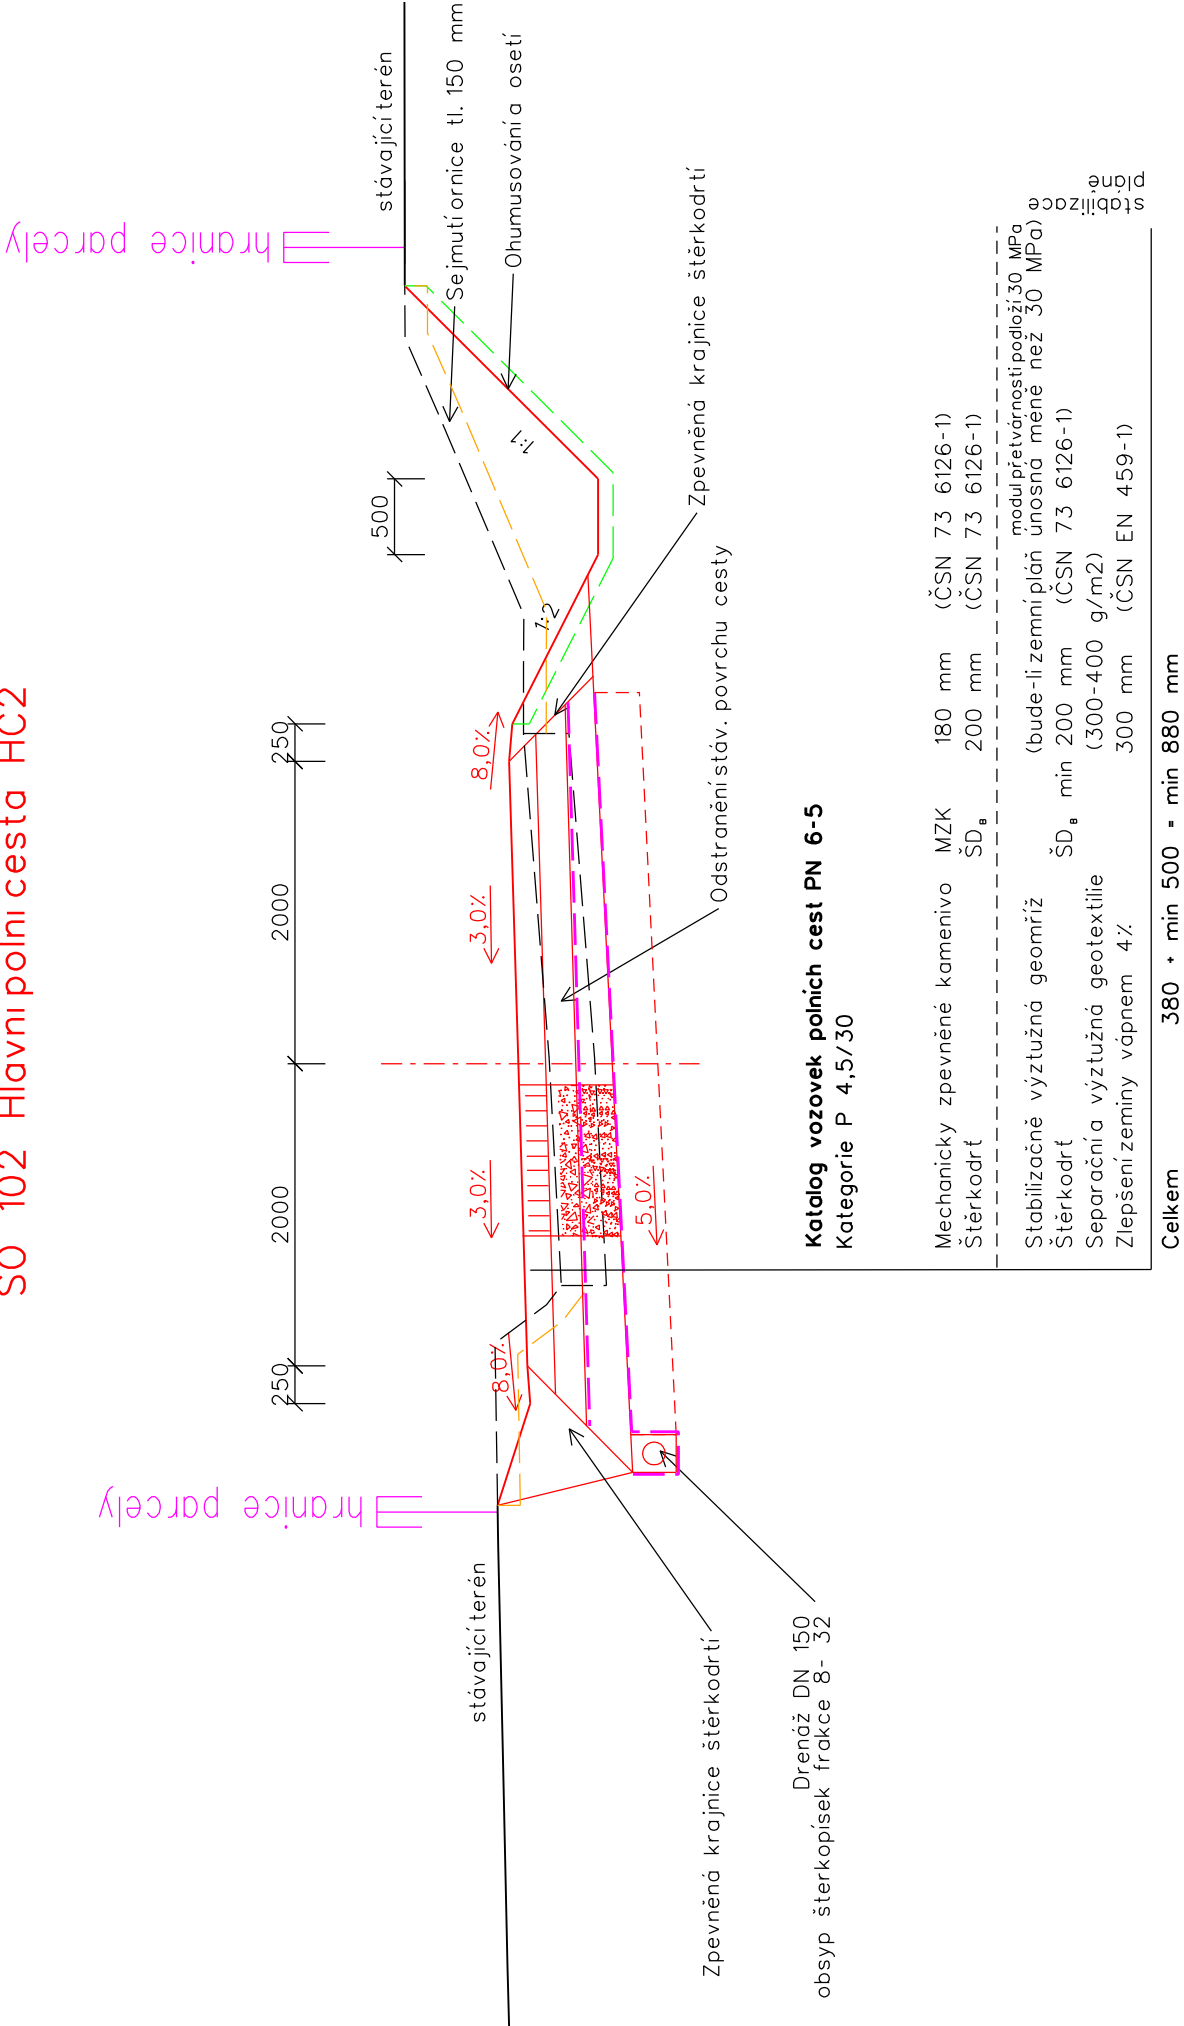 SO 102 Hlavní polní cesta HC2
hranice parcely
hranice parcely
250
2000
2000
250
500
stávající terén
stávající terén
Sejmutí ornice tl. 150 mm
Ohumusování a osetí
8,0%
3,0%
3,0%
8,0%
5,0%
1:2
1:1
Zpevněná krajnice štěrkodrtí
Odstranění stáv. povrchu cesty
Zpevněná krajnice štěrkodrtí
Drenáž DN 150
obsyp šterkopísek frakce 8- 32
Katalog vozovek polních cest PN 6-5
Kategorie P 4,5/30
Mechanicky zpevněné kamenivo MZK 180 mm (ČSN 73 6126-1)
Štěrkodrť ŠDB 200 mm (ČSN 73 6126-1)
modul přetvárnosti podloží 30 MPa
Stabilizačně výztužná geomříž (bude-li zemní pláň únosná méně než 30 MPa)
Štěrkodrť ŠDB min 200 mm (ČSN 73 6126-1)
Separační a výztužná geotextilie (300-400 g/m2)
Zlepšení zeminy vápnem 4% 300 mm (ČSN EN 459-1)
stabilizace
pláně
Celkem 380 + min 500 = min 880 mm